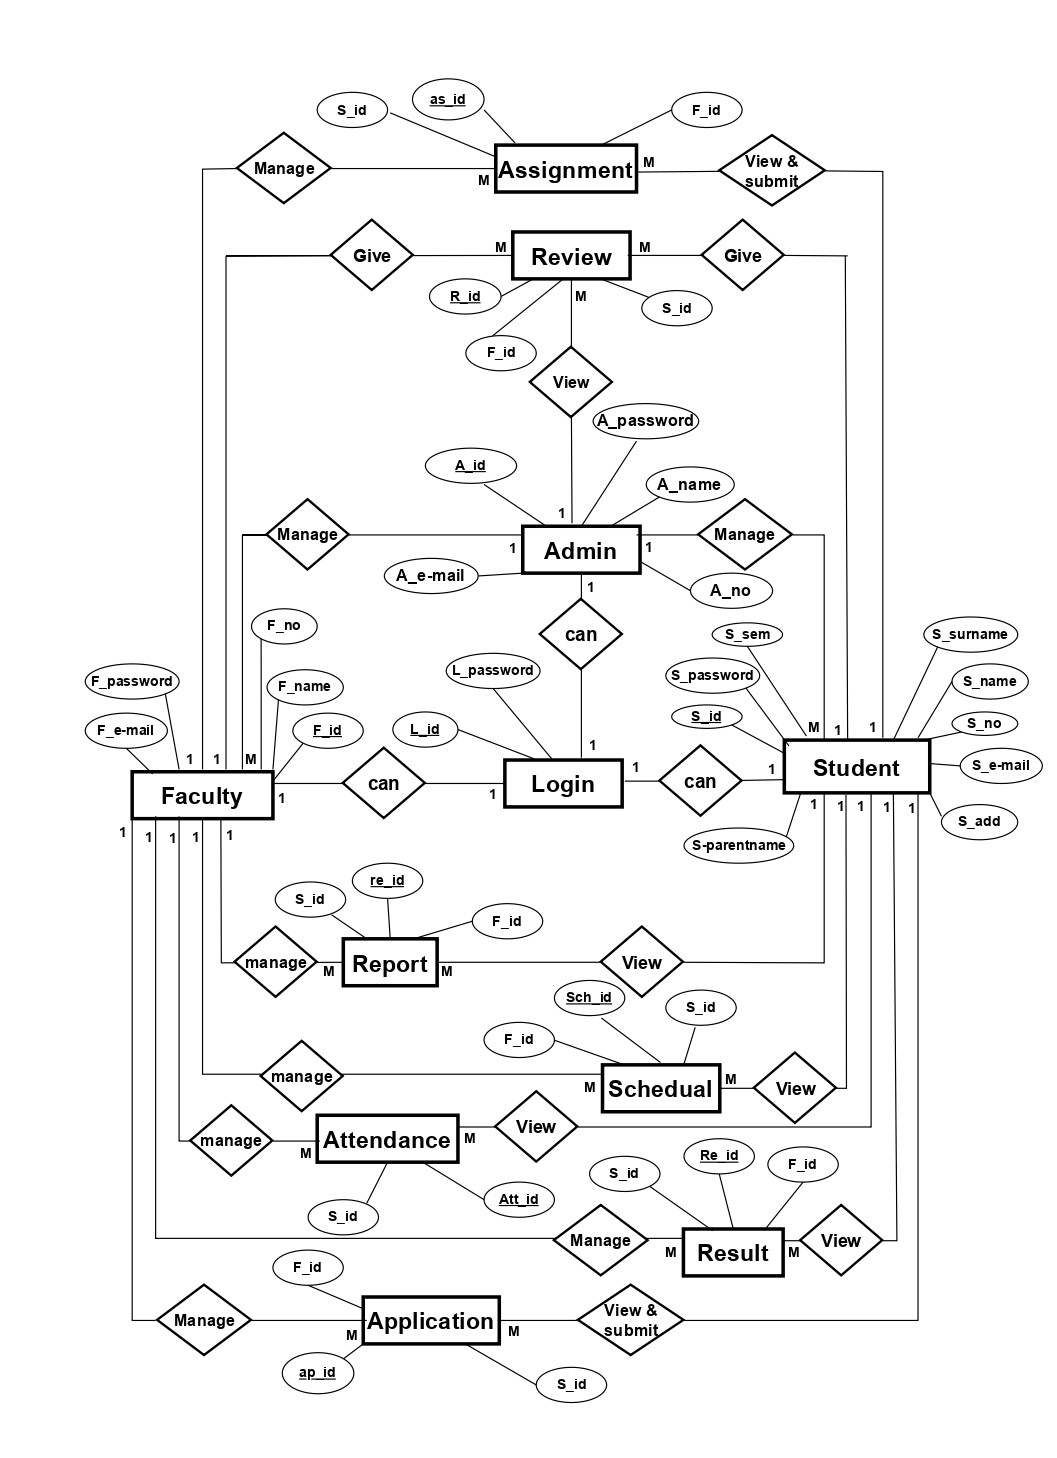 as_id
S_id
F_id
Manage
Assignment
M
M
View &
submit
Give
M
Review
M
Give
R_id
M
S_id
F_id
View
A_password
A_id
A_name
1
Manage
1
Admin
1
Manage
A_e-mail
1
A_no
F_no
can
S_sem
S_surname
F_password
F_name
L_password
S_password
S_name
F_e-mail
F_id
L_id
S_id
S_no
1
1
M
1
M
1
1
S_e-mail
Faculty
1
can
1
Login
1
can
1
Student
S_add
1
1
1
1
1
1
1
1
1
1
S-parentname
re_id
S_id
F_id
manage
M
Report
M
View
Sch_id
S_id
F_id
manage
M
Schedual
M
View
manage
M
Attendance
M
View
S_id
Att_id
S_id
Re_id
F_id
Manage
M
Result
M
View
F_id
Manage
M
Application
M
View &
submit
ap_id
S_id